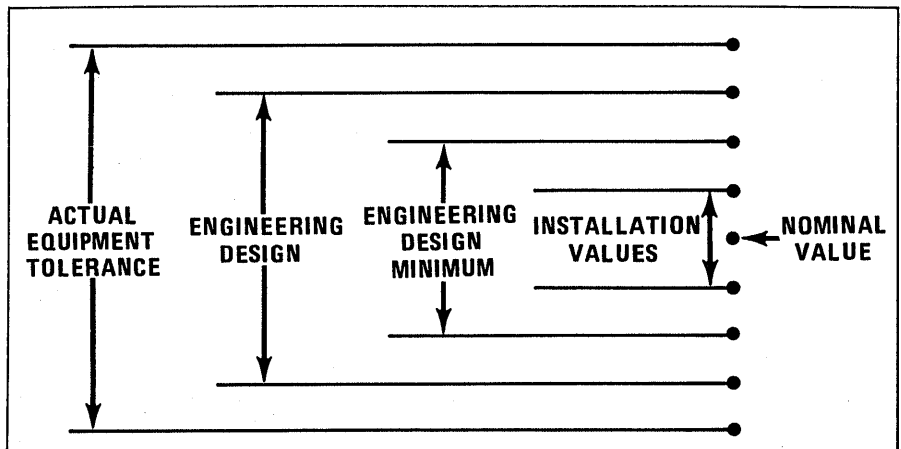 ACTUAL
EQUIPMENT
TOLERANCE
ENGINEERING
DESIGN
ENGINEERING
DESIGN
MINIMUM
INSTALLATION
VALUES
NOMINAL
VALUE